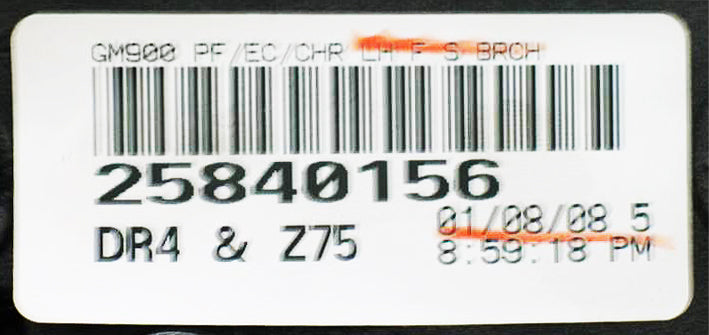 GM900 PF/EC/CHR LH F S BRCH
25840156
DR4 & Z75
01/08/08 5
8:59:18 PM